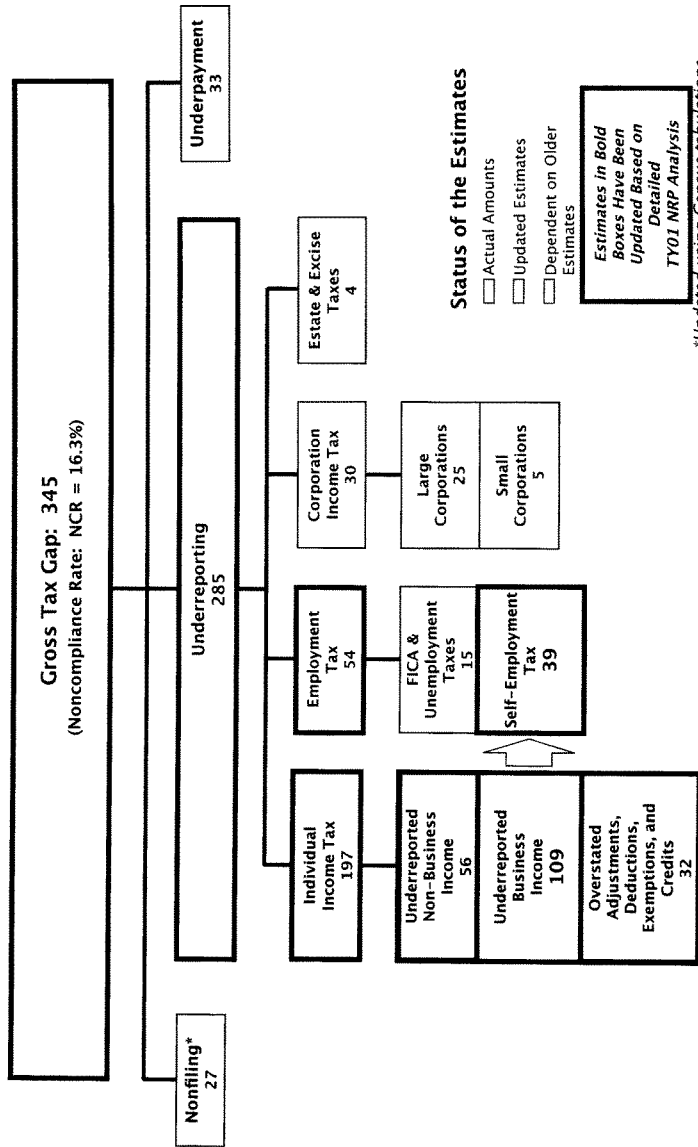 Gross Tax Gap: 345
(Noncompliance Rate: NCR = 16.3%)
Nonfiling*
27
Underreporting
285
Underpayment
33
Individual
Income Tax
197
Employment
Tax
54
Corporation
Income Tax
30
Estate & Excise
Taxes
4
Underreported
Non-Business
Income
56
Underreported
Business
Income
109
Overstated
Adjustments,
Deductions,
Exemptions, and
Credits
32
FICA &
Unemployment
Taxes
15
Self-Employment
Tax
39
Large
Corporations
25
Small
Corporations
5
Status of the Estimates
Actual Amounts
Updated Estimates
Dependent on Older
Estimates
Estimates in Bold
Boxes Have Been
Updated Based on
Detailed
TY01 NRP Analysis
*Updated using Census tabulations